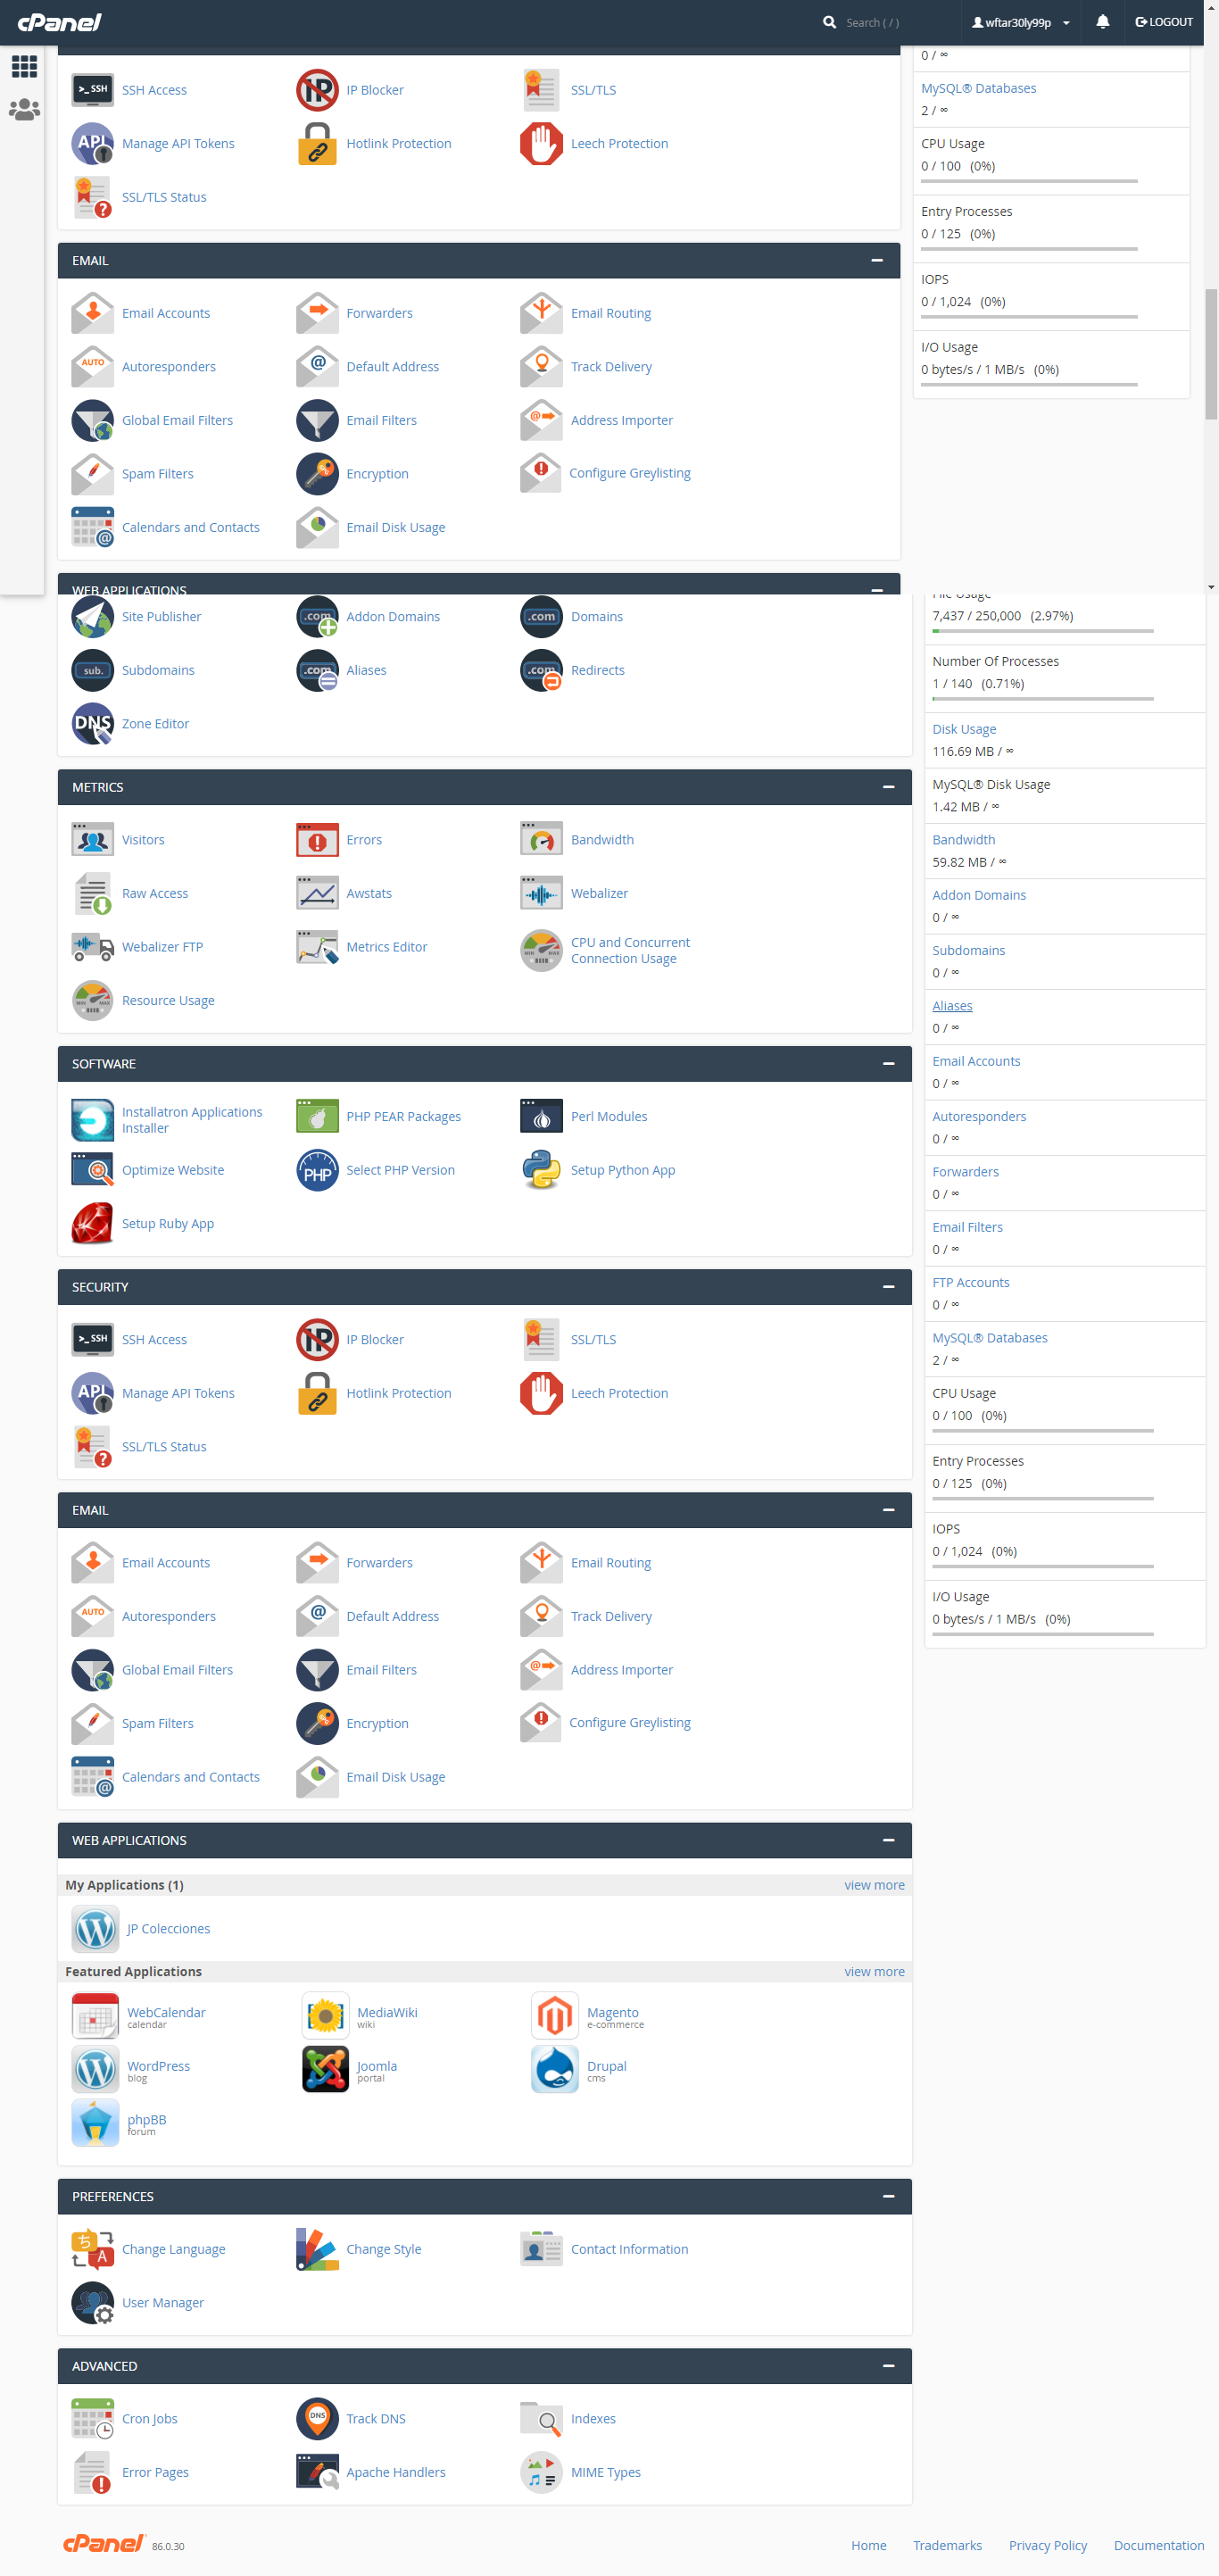 cPanel
Search ( / )
wftar30ly99p
LOGOUT
SSH Access
IP Blocker
SSL/TLS
Manage API Tokens
Hotlink Protection
Leech Protection
SSL/TLS Status
0 / ∞
MySQL® Databases
2 / ∞
CPU Usage
0 / 100 (0%)
Entry Processes
0 / 125 (0%)
IOPS
0 / 1,024 (0%)
I/O Usage
0 bytes/s / 1 MB/s (0%)
EMAIL
Email Accounts
Forwarders
Email Routing
Autoresponders
Default Address
Track Delivery
Global Email Filters
Email Filters
Address Importer
Spam Filters
Encryption
Configure Greylisting
Calendars and Contacts
Email Disk Usage
WEB APPLICATIONS
Site Publisher
Addon Domains
Domains
Subdomains
Aliases
Redirects
Zone Editor
METRICS
Visitors
Errors
Bandwidth
Raw Access
Awstats
Webalizer
Webalizer FTP
Metrics Editor
CPU and Concurrent
Connection Usage
Resource Usage
SOFTWARE
Installatron Applications
Installer
PHP PEAR Packages
Perl Modules
Optimize Website
Select PHP Version
Setup Python App
Setup Ruby App
SECURITY
SSH Access
IP Blocker
SSL/TLS
Manage API Tokens
Hotlink Protection
Leech Protection
SSL/TLS Status
EMAIL
Email Accounts
Forwarders
Email Routing
Autoresponders
Default Address
Track Delivery
Global Email Filters
Email Filters
Address Importer
Spam Filters
Encryption
Configure Greylisting
Calendars and Contacts
Email Disk Usage
File Usage
7,437 / 250,000 (2.97%)
Number Of Processes
1 / 140 (0.71%)
Disk Usage
116.69 MB / ∞
MySQL® Disk Usage
1.42 MB / ∞
Bandwidth
59.82 MB / ∞
Addon Domains
0 / ∞
Subdomains
0 / ∞
Aliases
0 / ∞
Email Accounts
0 / ∞
Autoresponders
0 / ∞
Forwarders
0 / ∞
Email Filters
0 / ∞
FTP Accounts
0 / ∞
MySQL® Databases
2 / ∞
CPU Usage
0 / 100 (0%)
Entry Processes
0 / 125 (0%)
IOPS
0 / 1,024 (0%)
I/O Usage
0 bytes/s / 1 MB/s (0%)
WEB APPLICATIONS
My Applications (1)
view more
JP Colecciones
Featured Applications
view more
WebCalendar
calendar
MediaWiki
wiki
Magento
e-commerce
WordPress
blog
Joomla
portal
Drupal
cms
phpBB
forum
PREFERENCES
Change Language
Change Style
Contact Information
User Manager
ADVANCED
Cron Jobs
Track DNS
Indexes
Error Pages
Apache Handlers
MIME Types
cPanel 86.0.30
Home
Trademarks
Privacy Policy
Documentation